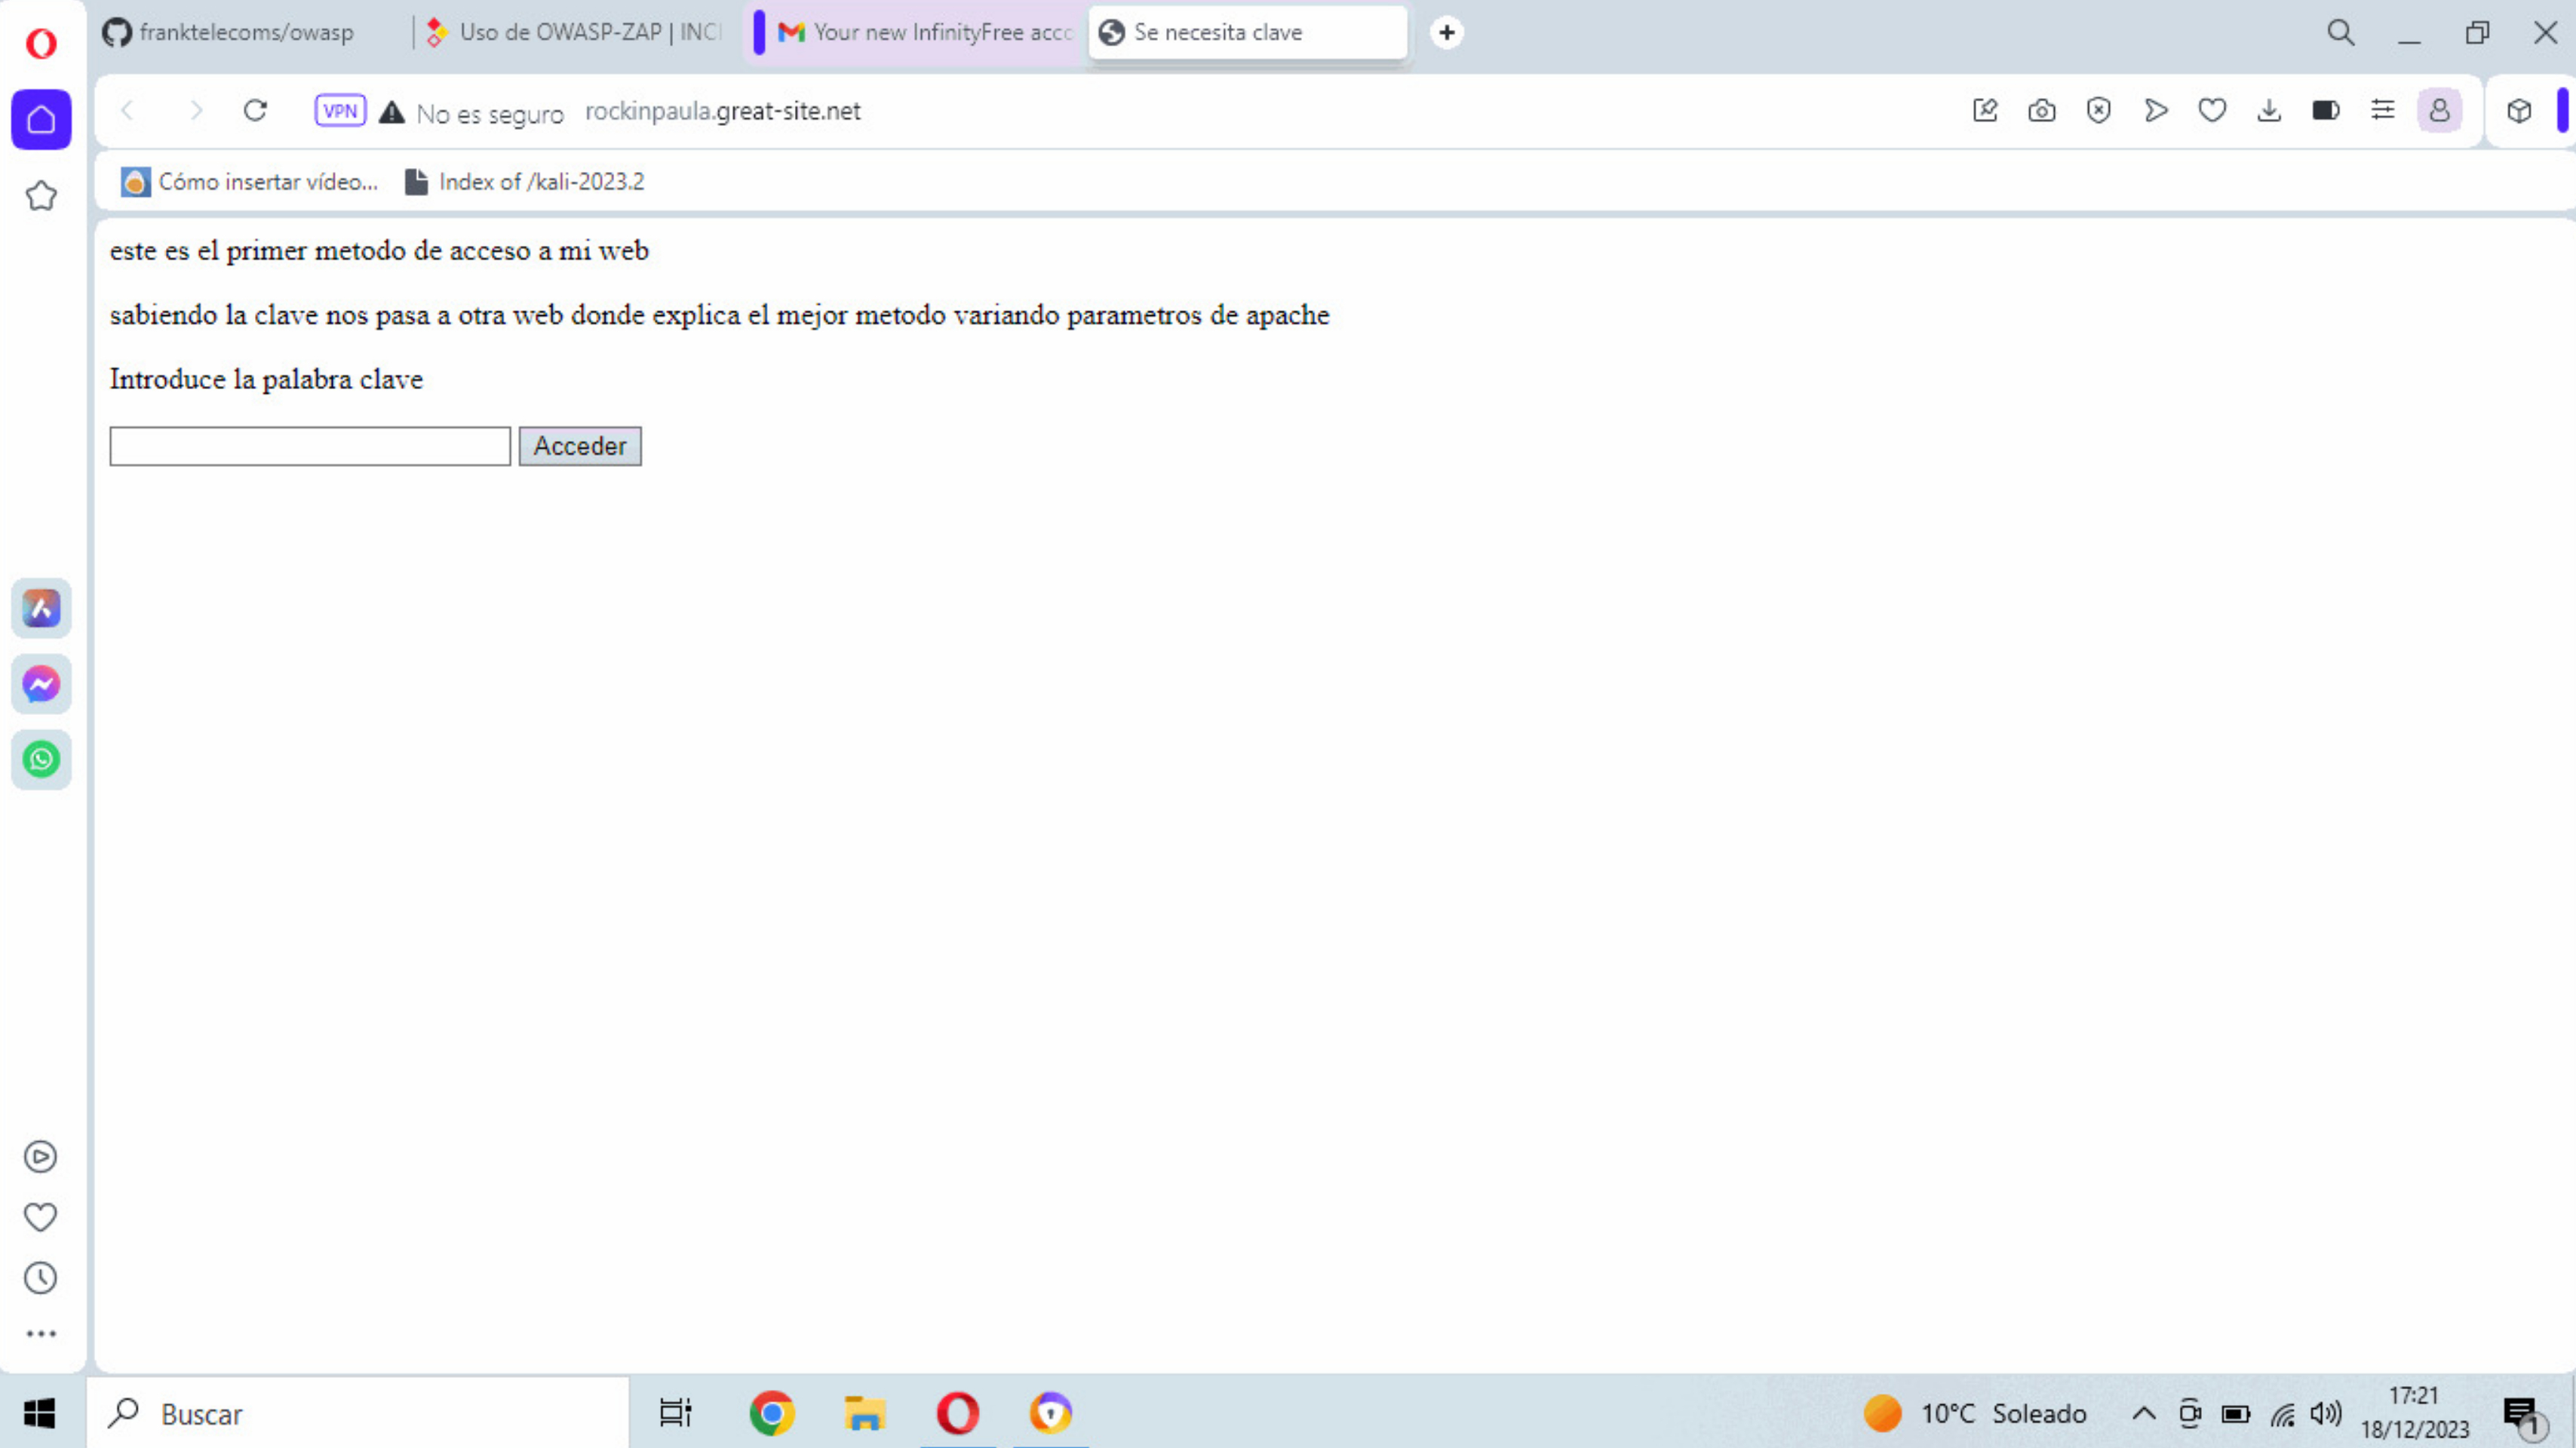 franktelecoms/owasp
Uso de OWASP-ZAP | INCI
Your new InfinityFree acco
Se necesita clave
VPN
No es seguro
rockinpaula.great-site.net
Cómo insertar vídeo...
Index of /kali-2023.2
este es el primer metodo de acceso a mi web
sabiendo la clave nos pasa a otra web donde explica el mejor metodo variando parametros de apache
Introduce la palabra clave
Acceder
Buscar
10°C Soleado
17:21
18/12/2023
1